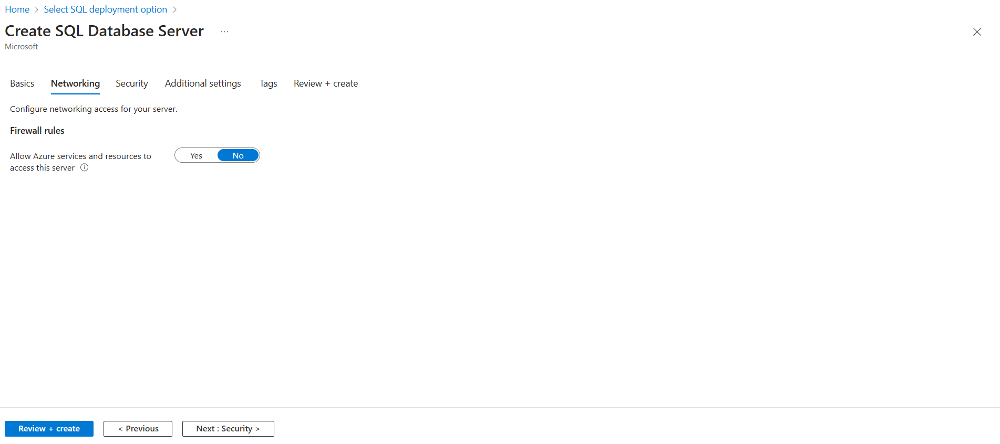 Home > Select SQL deployment option >
Create SQL Database Server ...
Microsoft
Basics Networking Security Additional settings Tags Review + create
Configure networking access for your server.
Firewall rules
Allow Azure services and resources to
access this server
Yes No
Review + create < Previous Next : Security >